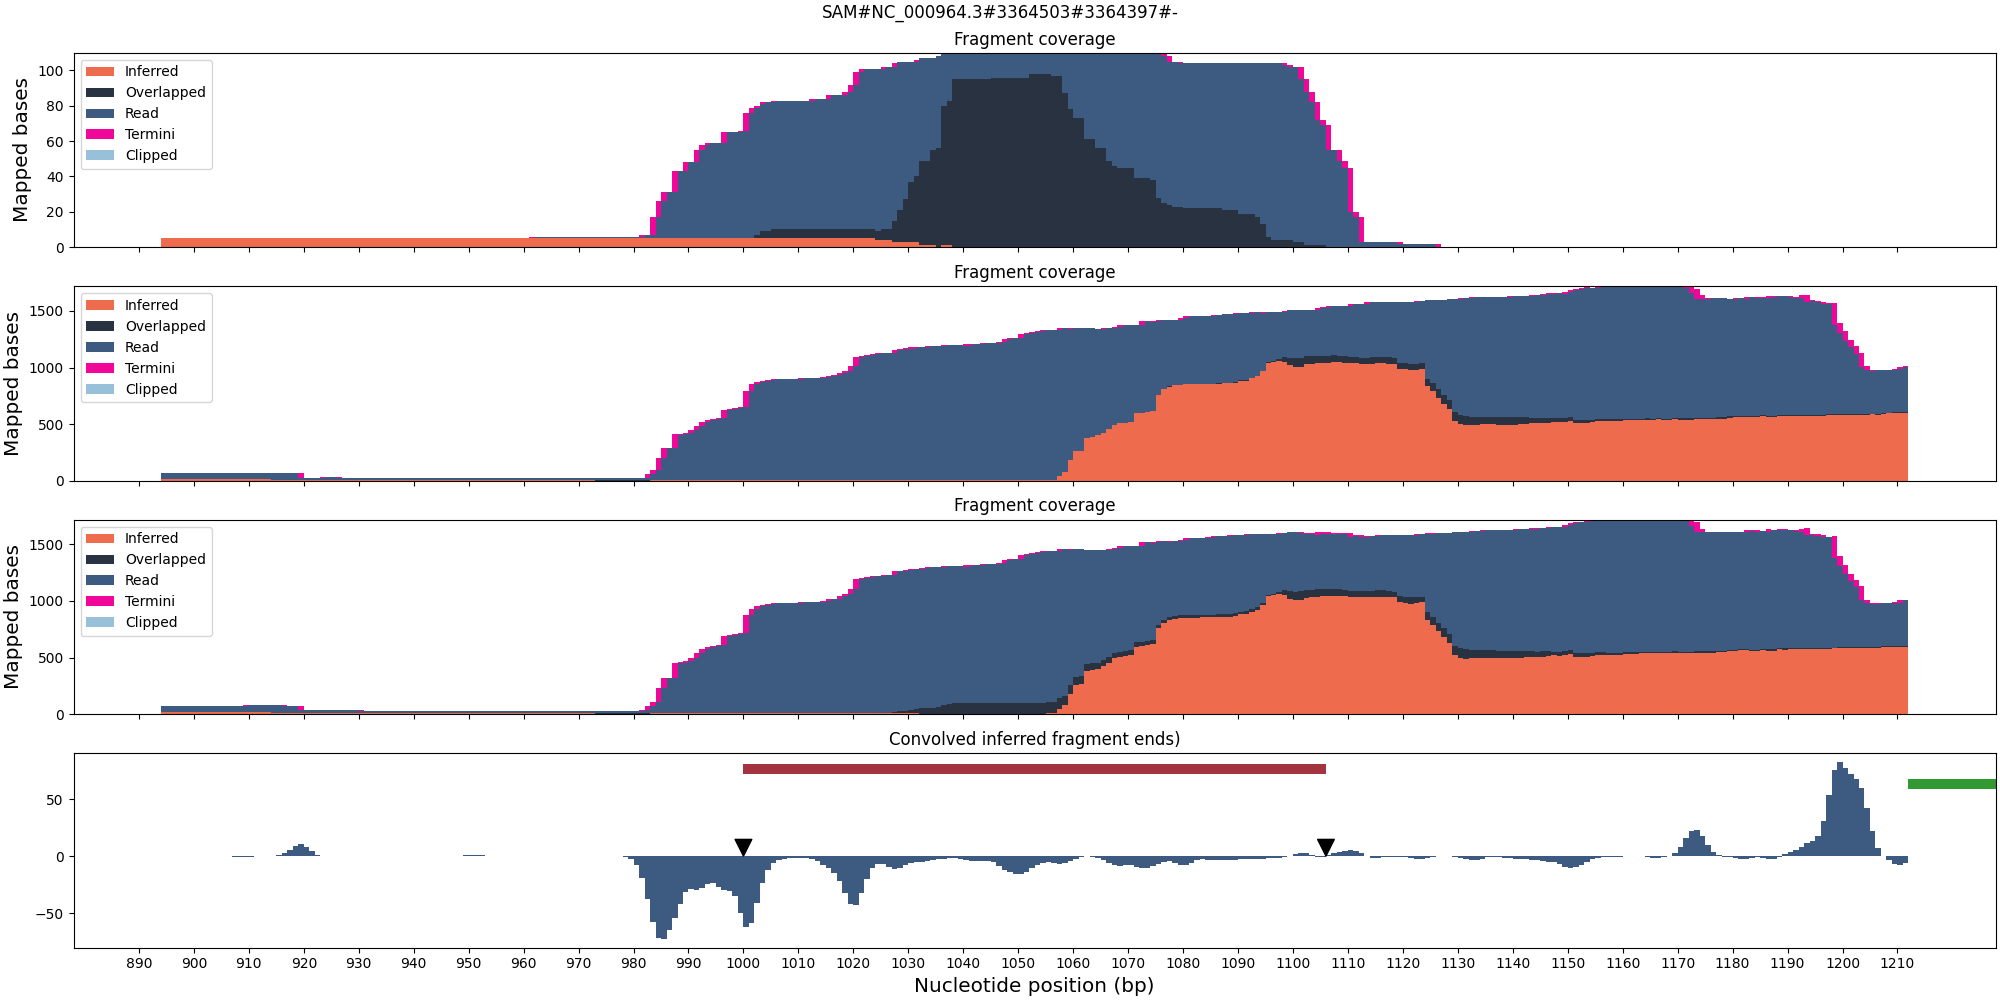 SAM#NC_000964.3#3364503#3364397#-
Fragment coverage
Mapped bases
100
80
60
40
20
0
Inferred
Overlapped
Read
Termini
Clipped
Fragment coverage
Mapped bases
1500
1000
500
0
Inferred
Overlapped
Read
Termini
Clipped
Fragment coverage
Mapped bases
1500
1000
500
0
Inferred
Overlapped
Read
Termini
Clipped
Convolved inferred fragment ends)
50
0
−50
890 900 910 920 930 940 950 960 970 980 990 1000 1010 1020 1030 1040 1050 1060 1070 1080 1090 1100 1110 1120 1130 1140 1150 1160 1170 1180 1190 1200 1210
Nucleotide position (bp)